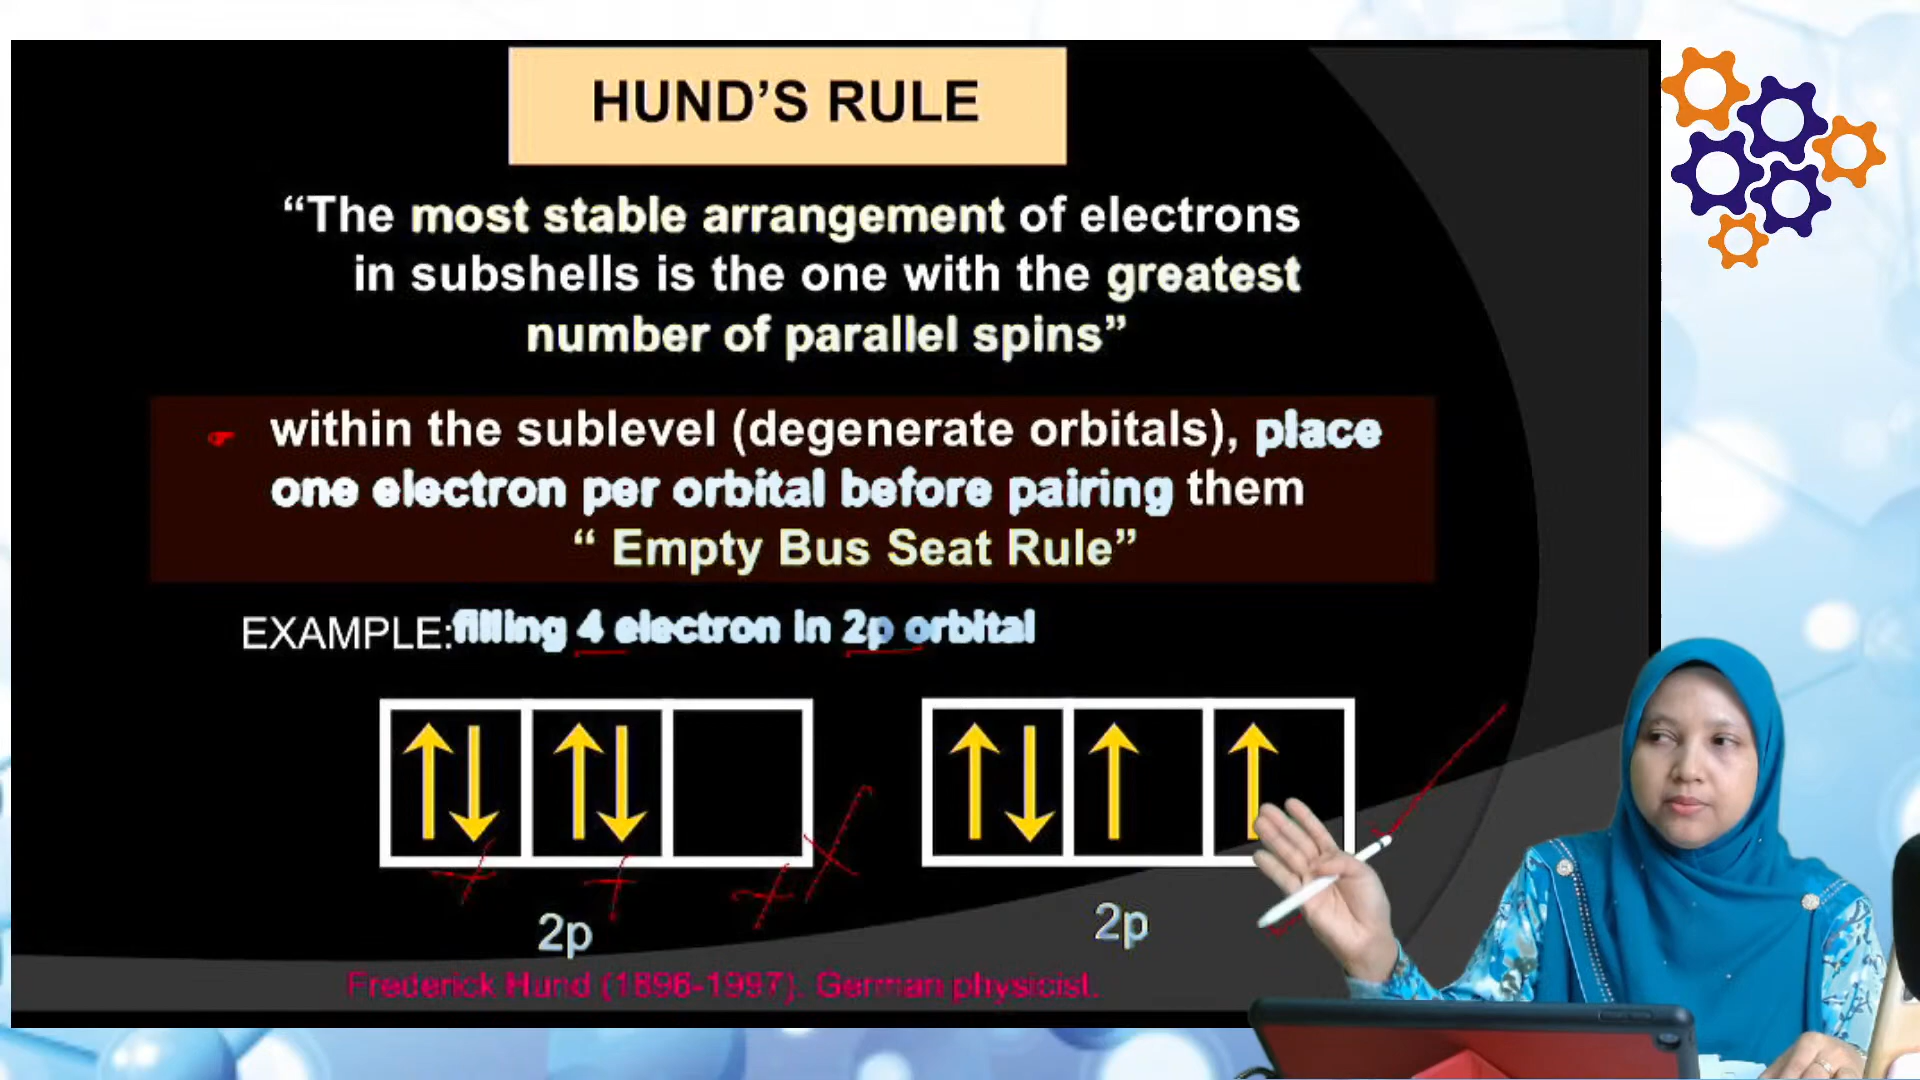 HUND’S RULE
“The most stable arrangement of electrons
in subshells is the one with the greatest
number of parallel spins”
within the sublevel (degenerate orbitals), place
one electron per orbital before pairing them
“ Empty Bus Seat Rule”
EXAMPLE:filling 4 electron in 2p orbital
2p
2p
Frederick Hund (1896-1997). German physicist.